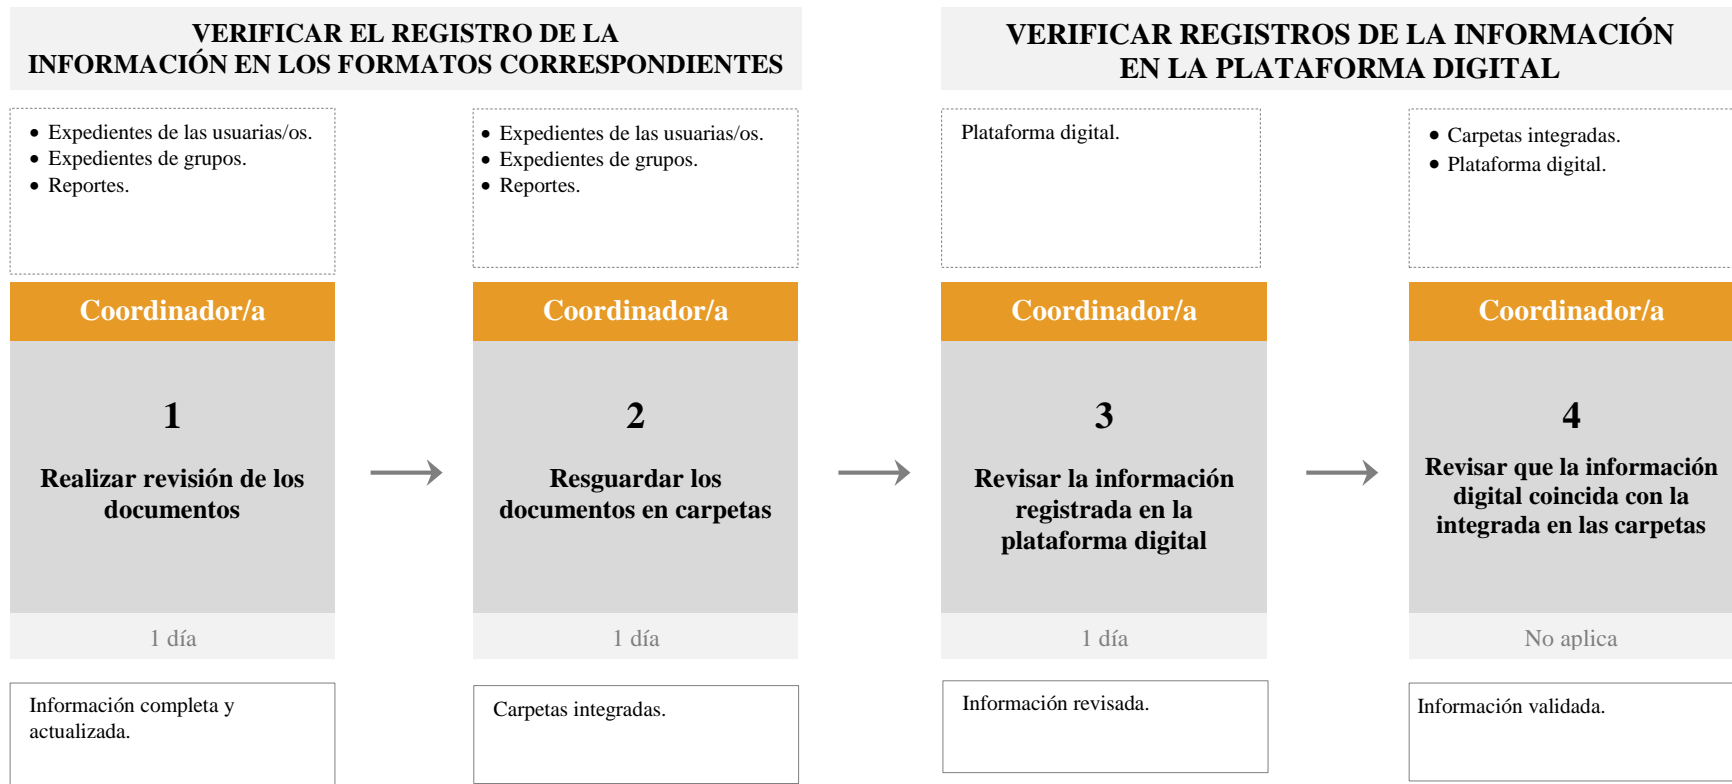 VERIFICAR EL REGISTRO DE LA
INFORMACIÓN EN LOS FORMATOS CORRESPONDIENTES
VERIFICAR REGISTROS DE LA INFORMACIÓN
EN LA PLATAFORMA DIGITAL
• Expedientes de las usuarias/os.
• Expedientes de grupos.
• Reportes.
• Expedientes de las usuarias/os.
• Expedientes de grupos.
• Reportes.
Plataforma digital.
• Carpetas integradas.
• Plataforma digital.
Coordinador/a
1
Realizar revisión de los
documentos
1 día
Coordinador/a
2
Resguardar los
documentos en carpetas
1 día
Coordinador/a
3
Revisar la información
registrada en la
plataforma digital
1 día
Coordinador/a
4
Revisar que la información
digital coincida con la
integrada en las carpetas
No aplica
Información completa y
actualizada.
Carpetas integradas.
Información revisada.
Información validada.